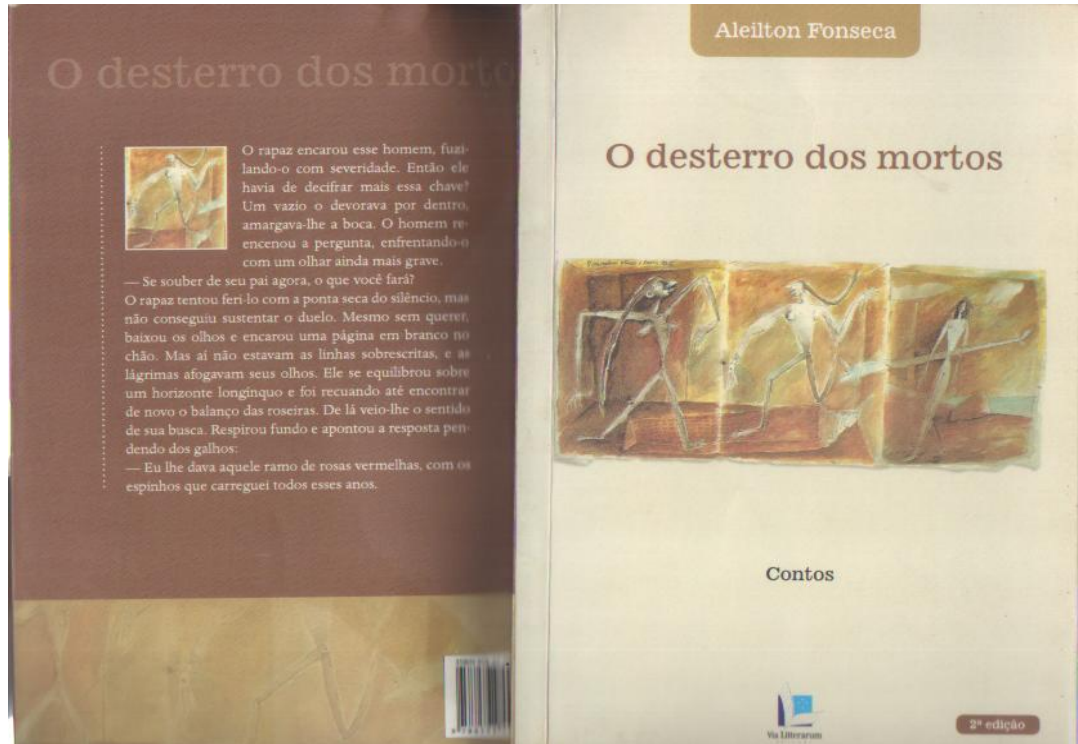 O desterro dos mortos
O rapaz encarou esse homem, fuzi-
lando-o com severidade. Então ele
havia de decifrar mais essa chave?
Um vazio o devorava por dentro,
amargava-lhe a boca. O homem re-
encenou a pergunta, enfrentando-o
com um olhar ainda mais grave.
— Se souber de seu pai agora, o que você fará?
O rapaz tentou feri-lo com a ponta seca do silêncio, mas
não conseguiu sustentar o duelo. Mesmo sem querer,
baixou os olhos e encarou uma página em branco no
chão. Mas aí não estavam as linhas sobrescritas, e as
lágrimas afogavam seus olhos. Ele se equilibrou sobre
um horizonte longínquo e foi recuando até encontrar
de novo o balanço das roseiras. De lá veio-lhe o sentido
de sua busca. Respirou fundo e apontou a resposta pen-
dendo dos galhos:
— Eu lhe dava aquele ramo de rosas vermelhas, com os
espinhos que carreguei todos esses anos.
Aleilton Fonseca
O desterro dos mortos
Contos
Via Litterarum
2ª edição